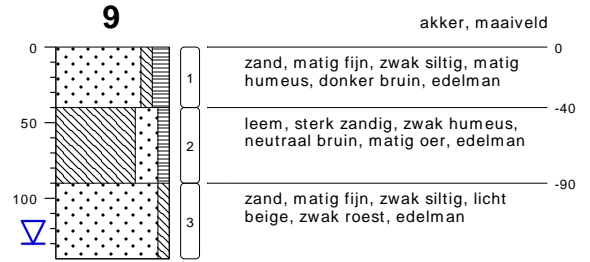 9
akker, maaiveld
0
0
1
zand, matig fijn, zwak siltig, matig
humeus, donker bruin, edelman
-40
50
2
leem, sterk zandig, zwak humeus,
neutraal bruin, matig oer, edelman
-90
100
3
zand, matig fijn, zwak siltig, licht
beige, zwak roest, edelman